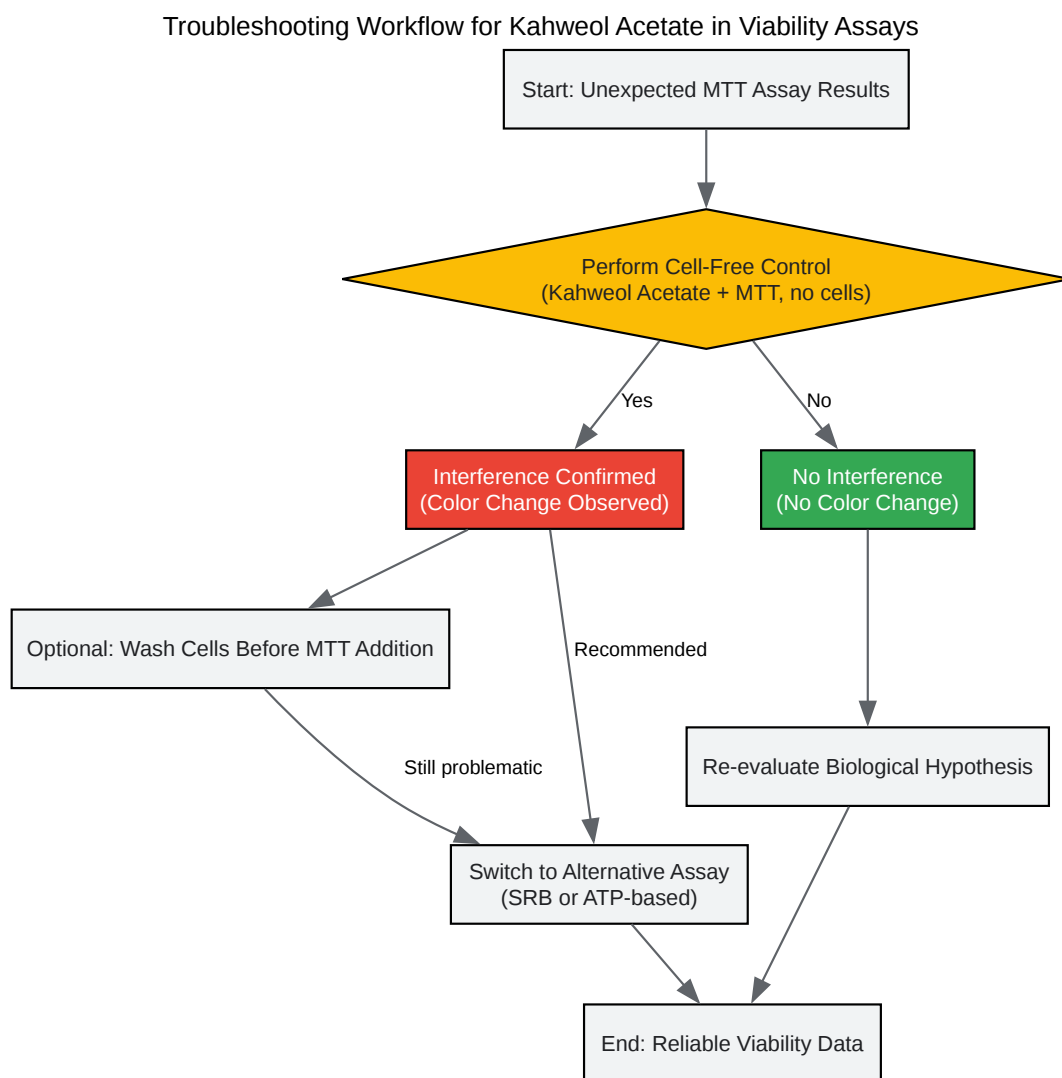 Troubleshooting Workflow for Kahweol Acetate in Viability Assays
Start: Unexpected MTT Assay Results
Perform Cell-Free Control
(Kahweol Acetate + MTT, no cells)
Yes
No
Interference Confirmed
(Color Change Observed)
No Interference
(No Color Change)
Optional: Wash Cells Before MTT Addition
Recommended
Still problematic
Re-evaluate Biological Hypothesis
Switch to Alternative Assay
(SRB or ATP-based)
End: Reliable Viability Data